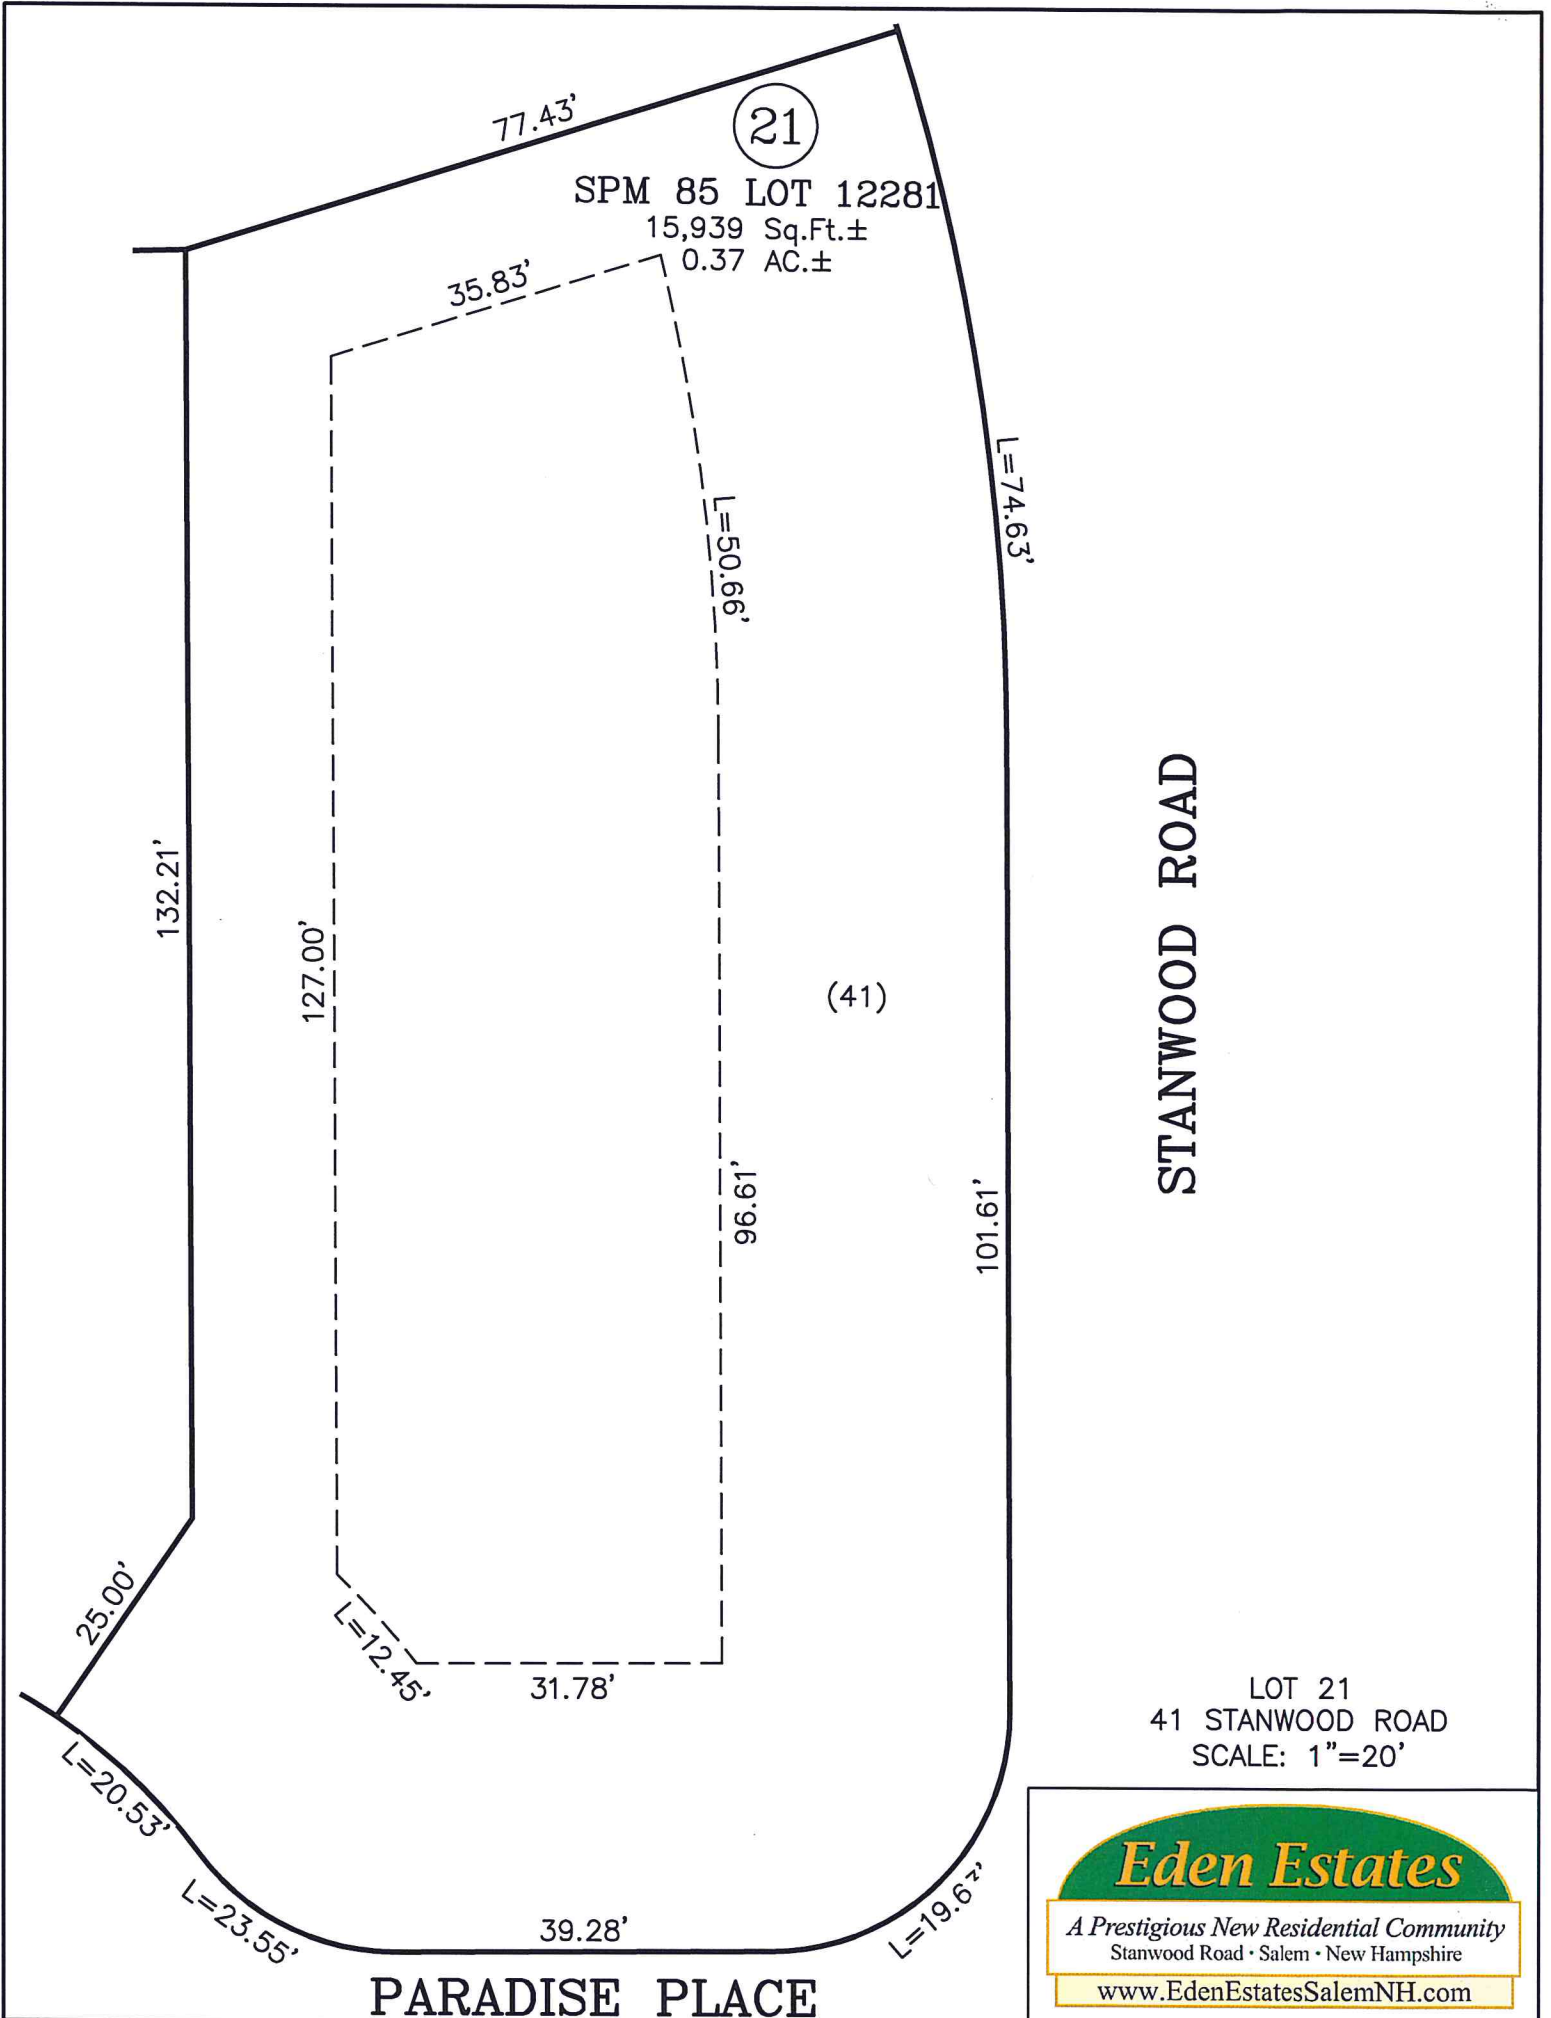 77.43'
21
SPM 85 LOT 12281
15,939 Sq.Ft.±
0.37 AC.±
35.83'
L=74.63'
L=50.66'
132.21'
127.00'
(41)
STANWOOD ROAD
96.61'
101.61'
25.00'
L=12.45'
31.78'
LOT 21
41 STANWOOD ROAD
SCALE: 1"=20'
L=20.53'
L=23.55'
39.28'
PARADISE PLACE
Eden Estates
A Prestigious New Residential Community
Stanwood Road · Salem · New Hampshire
www.EdenEstatesSalemNH.com